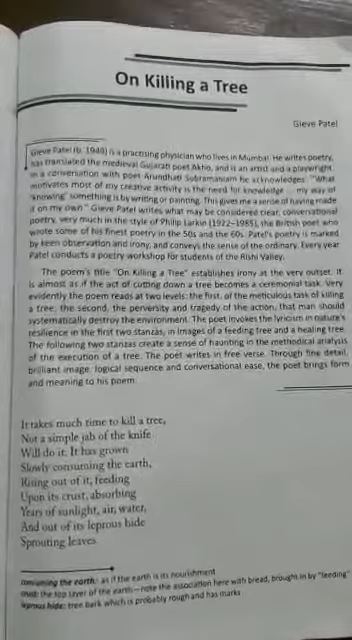 On Killing a Tree
Gieve Patel
Gieve Patel (b. 1940) is a practising physician who lives in Mumbai. He writes poetry,
has translated the medieval Gujarati poet Akho, and is an artist and a playwright.
In a conversation with poet Arundhati Subramaniam he acknowledges: "What
motivates most of my creative activity is the need for knowledge ... my way of
'knowing' something is by writing or painting. This gives me a sense of having made
it on my own." Gieve Patel writes what may be considered clear, conversational
poetry, very much in the style of Philip Larkin (1922–1985), the British poet who
wrote some of his finest poetry in the 50s and the 60s. Patel's poetry is marked
by keen observation and irony, and conveys the sense of the ordinary. Every year
Patel conducts a poetry workshop for students of the Rishi Valley.
The poem's title "On Killing a Tree" establishes irony at the very outset. It
is almost as if the act of cutting down a tree becomes a ceremonial task. Very
evidently the poem reads at two levels: the first, of the meticulous task of killing
a tree; the second, the perversity and tragedy of the action, that man should
systematically destroy the environment. The poet invokes the lyricism in nature's
resilience in the first two stanzas, in images of a feeding tree and a healing tree.
The following two stanzas create a sense of haunting in the methodical analysis
of the execution of a tree. The poet writes in free verse. Through fine detail,
brilliant image, logical sequence and conversational ease, the poet brings form
and meaning to his poem.
It takes much time to kill a tree,
Not a simple jab of the knife
Will do it. It has grown
Slowly consuming the earth,
Rising out of it, feeding
Upon its crust, absorbing
Years of sunlight, air, water,
And out of its leprous hide
Sprouting leaves.
consuming the earth: as if the earth is its nourishment
crust: the top layer of the earth—note the association here with bread, brought in by "feeding"
leprous hide: tree bark which is probably rough and has marks